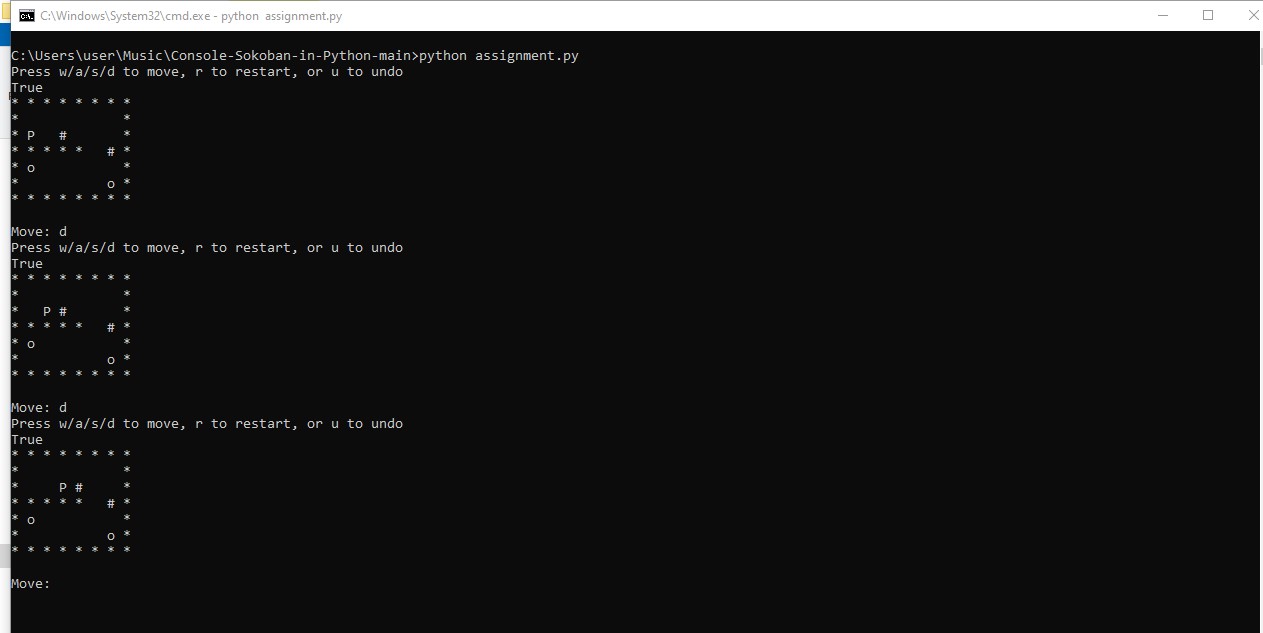 C:\Windows\System32\cmd.exe - python  assignment.py
C:\Users\user\Music\Console-Sokoban-in-Python-main>python assignment.py
Press w/a/s/d to move, r to restart, or u to undo
True
* * * * * * * *
*             *
* P   #       *
* * * * *   # *
* o           *
*           o *
* * * * * * * *
Move: d
Press w/a/s/d to move, r to restart, or u to undo
True
* * * * * * * *
*             *
*   P #       *
* * * * *   # *
* o           *
*           o *
* * * * * * * *
Move: d
Press w/a/s/d to move, r to restart, or u to undo
True
* * * * * * * *
*             *
*     P #     *
* * * * *   # *
* o           *
*           o *
* * * * * * * *
Move: